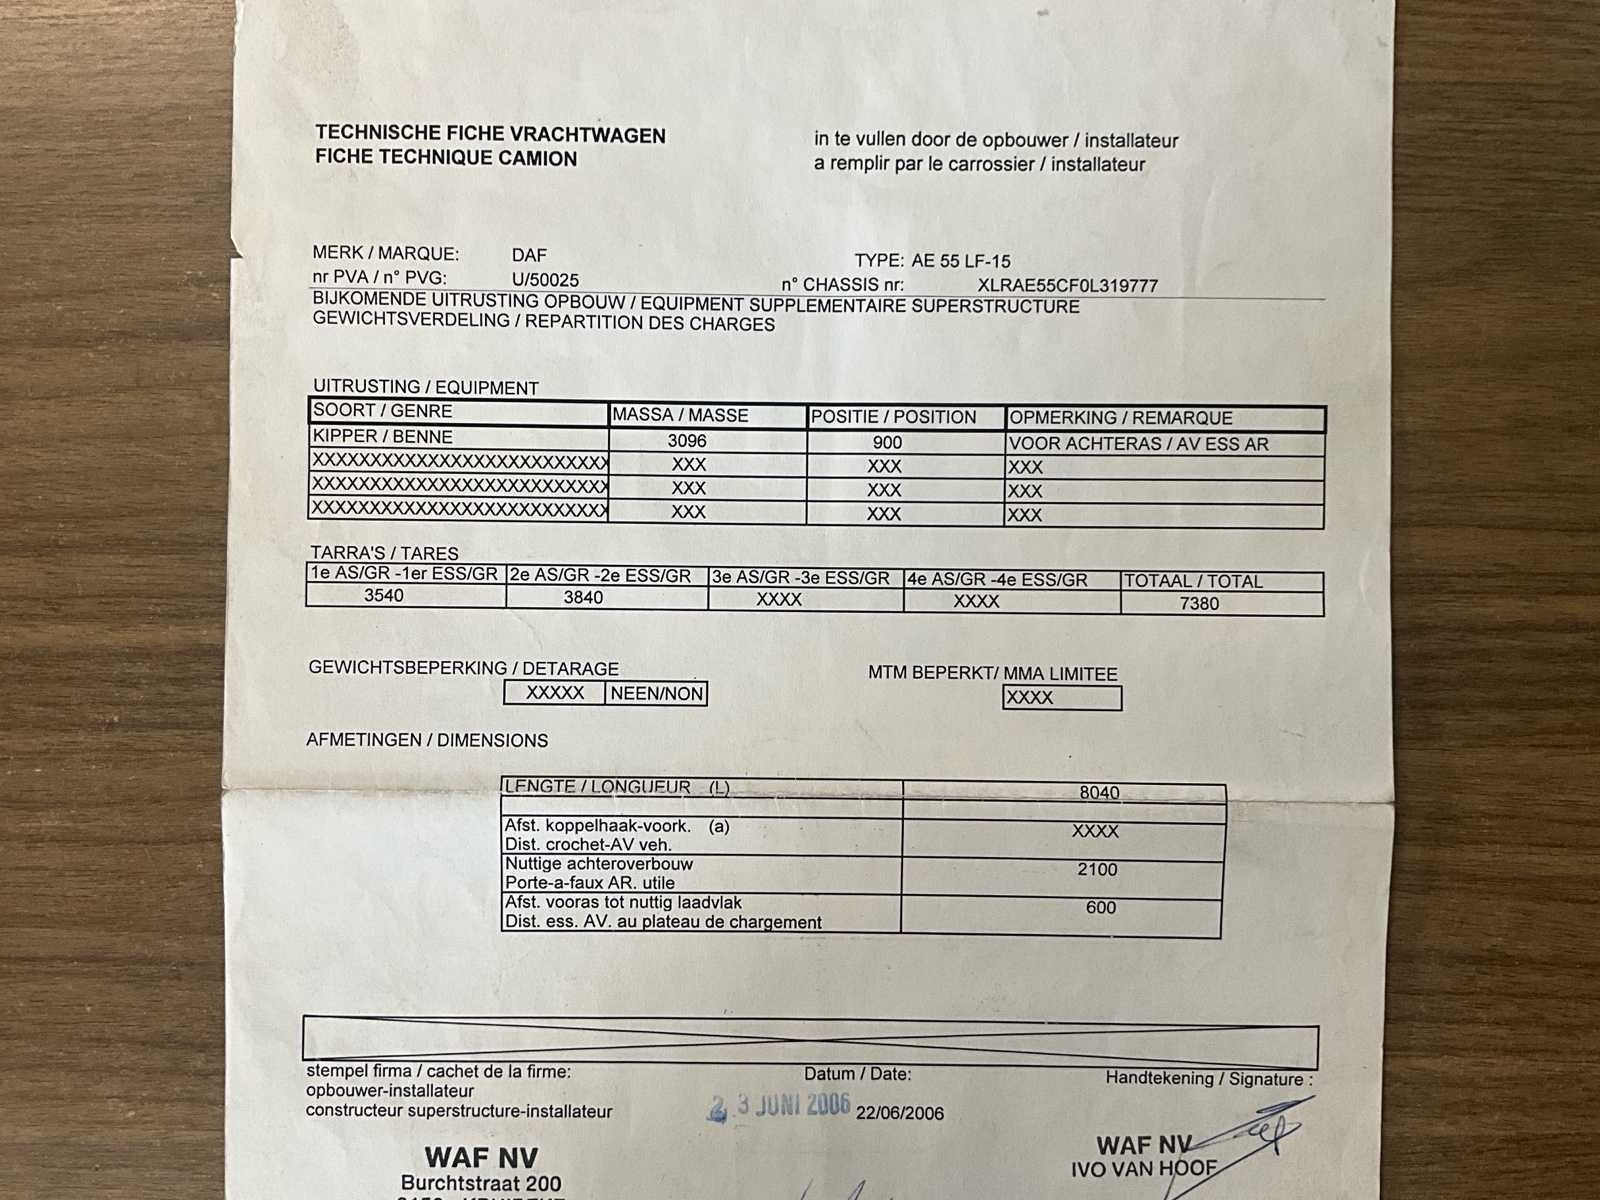 TECHNISCHE FICHE VRACHTWAGEN
FICHE TECHNIQUE CAMION
in te vullen door de opbouwer / installateur
a remplir par le carrossier / installateur
MERK / MARQUE: DAF TYPE: AE 55 LF-15
nr PVA / n° PVG: U/50025 n° CHASSIS nr: XLRAE55CF0L319777
BIJKOMENDE UITRUSTING OPBOUW / EQUIPMENT SUPPLEMENTAIRE SUPERSTRUCTURE
GEWICHTSVERDELING / REPARTITION DES CHARGES
UITRUSTING / EQUIPMENT
SOORT / GENRE MASSA / MASSE POSITIE / POSITION OPMERKING / REMARQUE
KIPPER / BENNE 3096 900 VOOR ACHTERAS / AV ESS AR
XXXXXXXXXXXXXXXXXXXXXXXXXX XXX XXX XXX
XXXXXXXXXXXXXXXXXXXXXXXXXX XXX XXX XXX
XXXXXXXXXXXXXXXXXXXXXXXXXX XXX XXX XXX
TARRA'S / TARES
1e AS/GR -1er ESS/GR 2e AS/GR -2e ESS/GR 3e AS/GR -3e ESS/GR 4e AS/GR -4e ESS/GR TOTAAL / TOTAL
3540 3840 XXXX XXXX 7380
GEWICHTSBEPERKING / DETARAGE MTM BEPERKT/ MMA LIMITEE
XXXXX NEEN/NON XXXX
AFMETINGEN / DIMENSIONS
LENGTE / LONGUEUR (L) 8040
Afst. koppelhaak-voork. (a) XXXX
Dist. crochet-AV veh.
Nuttige achteroverbouw 2100
Porte-a-faux AR. utile
Afst. vooras tot nuttig laadvlak 600
Dist. ess. AV. au plateau de chargement
stempel firma / cachet de la firme: Datum / Date: Handtekening / Signature :
opbouwer-installateur
constructeur superstructure-installateur 23 JUNI 2006 22/06/2006
WAF NV WAF NV
Burchtstraat 200 IVO VAN HOOF